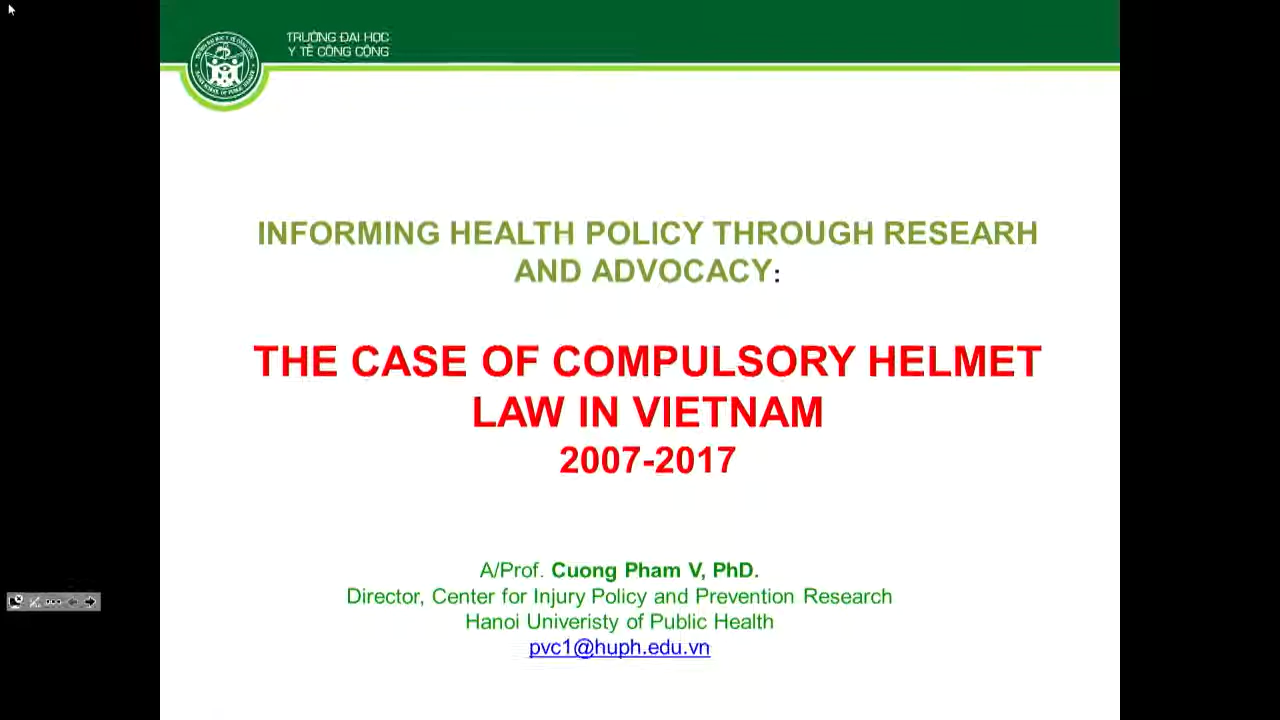 TRƯỜNG ĐẠI HỌC
Y TẾ CÔNG CỘNG
INFORMING HEALTH POLICY THROUGH RESEARH
AND ADVOCACY:
THE CASE OF COMPULSORY HELMET
LAW IN VIETNAM
2007-2017
A/Prof. Cuong Pham V, PhD.
Director, Center for Injury Policy and Prevention Research
Hanoi Univeristy of Public Health
pvc1@huph.edu.vn